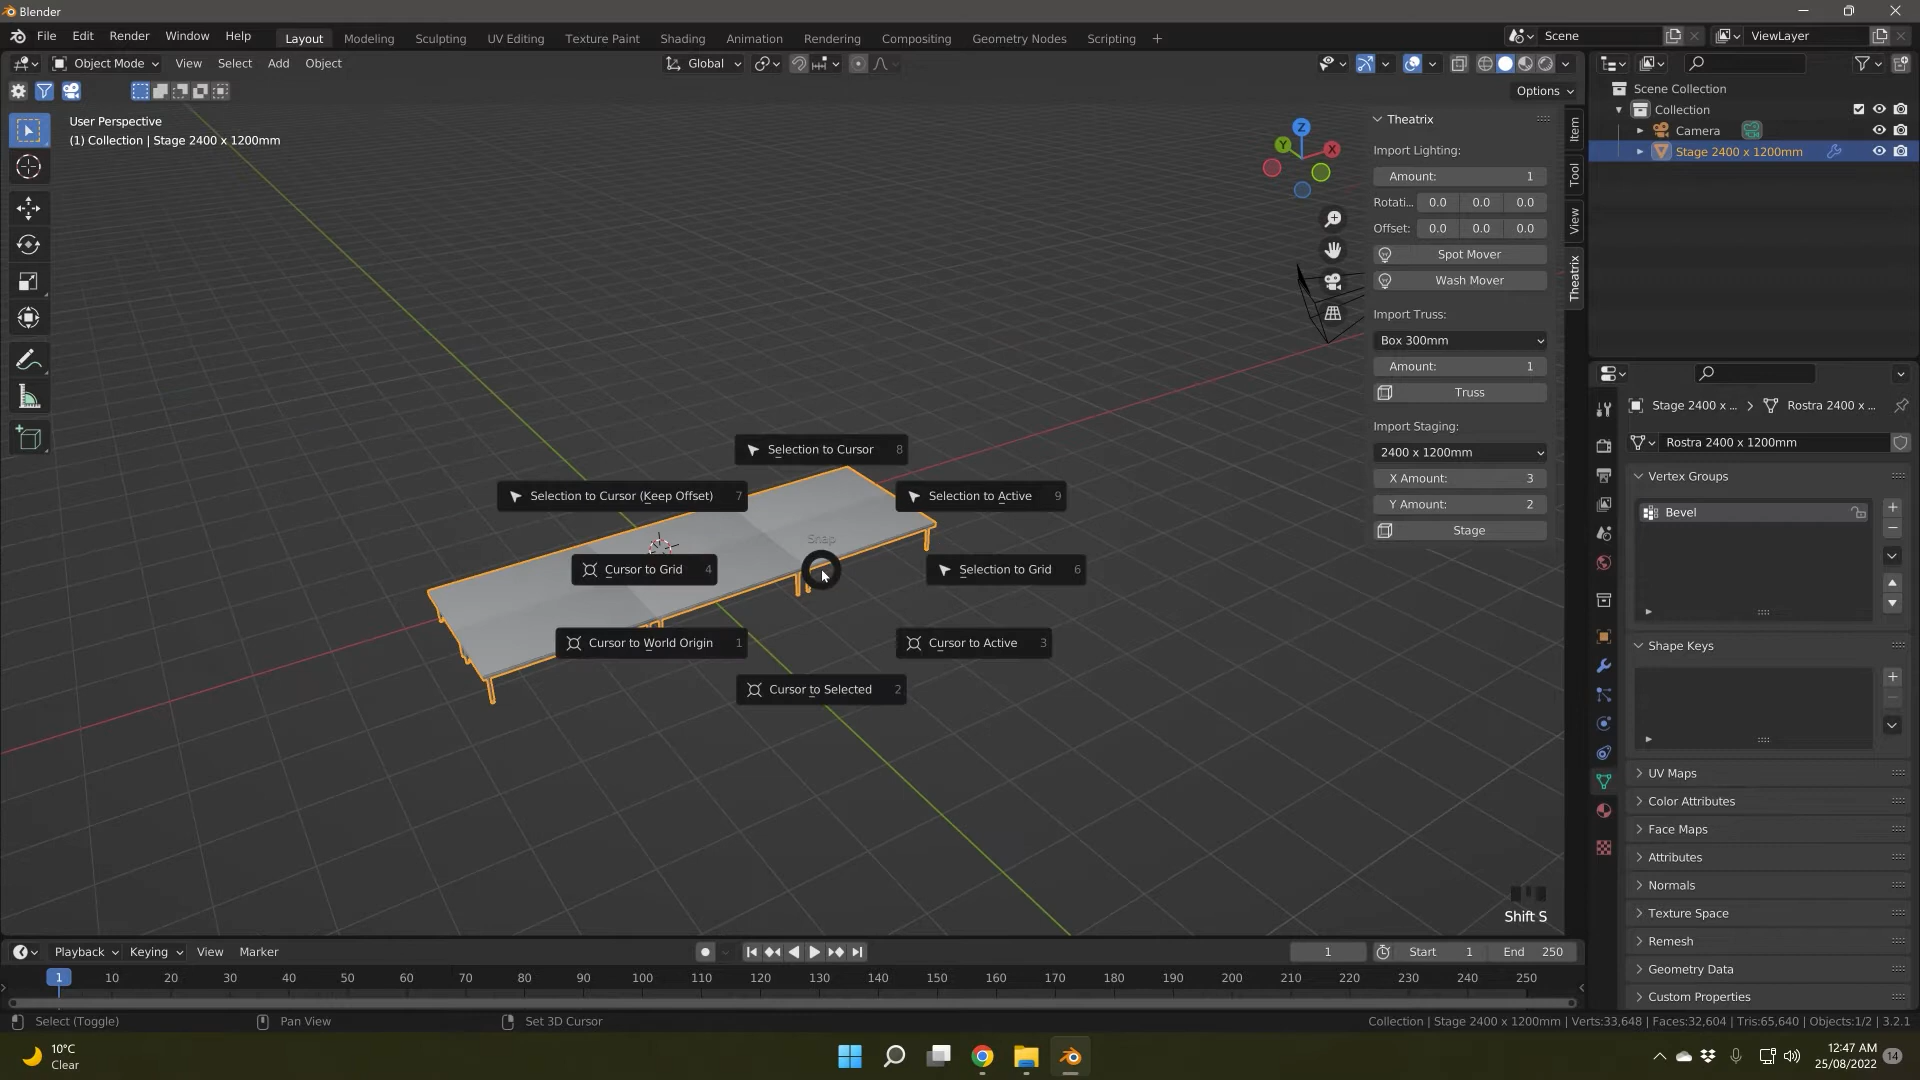 Blender
File Edit Render Window Help Layout Modeling Sculpting UV Editing Texture Paint Shading Animation Rendering Compositing Geometry Nodes Scripting + Scene ViewLayer
Object Mode View Select Add Object Global
Options
User Perspective
(1) Collection | Stage 2400 x 1200mm
Z
Y
X
Theatrix
Import Lighting:
Amount: 1
Rotati... 0.0 0.0 0.0
Offset: 0.0 0.0 0.0
Spot Mover
Wash Mover
Import Truss:
Box 300mm
Amount: 1
Truss
Import Staging:
2400 x 1200mm
X Amount: 3
Y Amount: 2
Stage
Item
Tool
View
Theatrix
Selection to Cursor 8
Selection to Cursor (Keep Offset) 7
Selection to Active 9
Snap
Cursor to Grid 4
Selection to Grid 6
Cursor to World Origin 1
Cursor to Active 3
Cursor to Selected 2
Shift S
Scene Collection
Collection
Camera
Stage 2400 x 1200mm
Stage 2400 x ... Rostra 2400 x ...
Rostra 2400 x 1200mm
Vertex Groups
Bevel
Shape Keys
UV Maps
Color Attributes
Face Maps
Attributes
Normals
Texture Space
Remesh
Geometry Data
Custom Properties
Playback Keying View Marker 1 Start 1 End 250
1 10 20 30 40 50 60 70 80 90 100 110 120 130 140 150 160 170 180 190 200 210 220 230 240 250
Select (Toggle) Pan View Set 3D Cursor Collection | Stage 2400 x 1200mm | Verts:33,648 | Faces:32,604 | Tris:65,640 | Objects:1/2 | 3.2.1
10°C
Clear
12:47 AM
25/08/2022
14